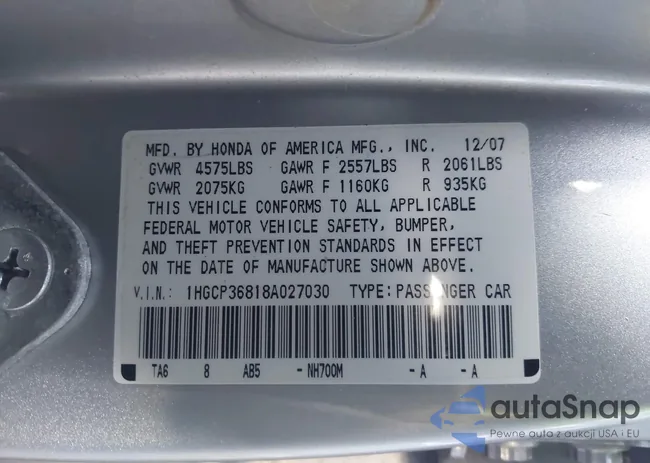 MFD. BY HONDA OF AMERICA MFG., INC. 12/07
GVWR 4575LBS GAWR F 2557LBS R 2061LBS
GVWR 2075KG GAWR F 1160KG R 935KG
THIS VEHICLE CONFORMS TO ALL APPLICABLE
FEDERAL MOTOR VEHICLE SAFETY, BUMPER,
AND THEFT PREVENTION STANDARDS IN EFFECT
ON THE DATE OF MANUFACTURE SHOWN ABOVE.
V.I.N.: 1HGCP36818A027030 TYPE: PASSENGER CAR
TA6 8 AB5 -NH700M -A -A
autaSnap
Pewne auta z aukcji USA i EU